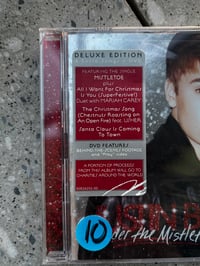 DELUXE EDITION
FEATURING THE SINGLE
MISTLETOE
plus
All I Want For Christmas
Is You (SuperFestive!)
Duet with MARIAH CAREY
The Christmas Song
(Chestnuts Roasting on
An Open Fire) feat. USHER
Santa Claus Is Coming
To Town
DVD FEATURES
BEHIND THE SCENES FOOTAGE
and "Pray" video
A PORTION OF PROCEEDS
FROM THIS ALBUM WILL GO TO
CHARITIES AROUND THE WORLD
10
der the Mistlet